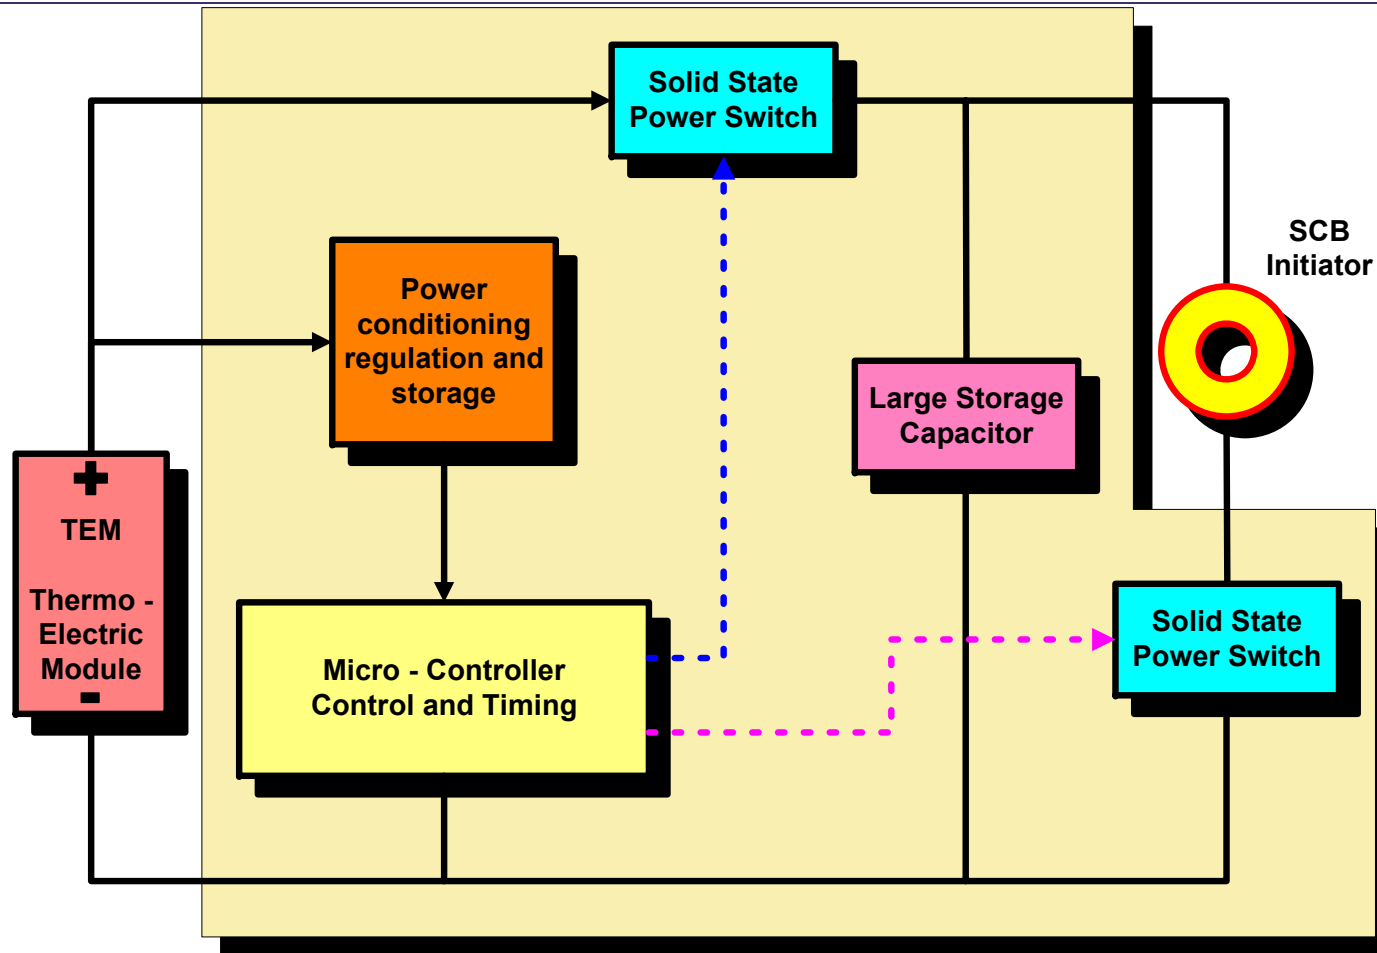 Solid State
Power Switch
SCB
Initiator
Power
conditioning
regulation and
storage
Large Storage
Capacitor
+
TEM
Thermo -
Electric
Module
-
Micro - Controller
Control and Timing
Solid State
Power Switch